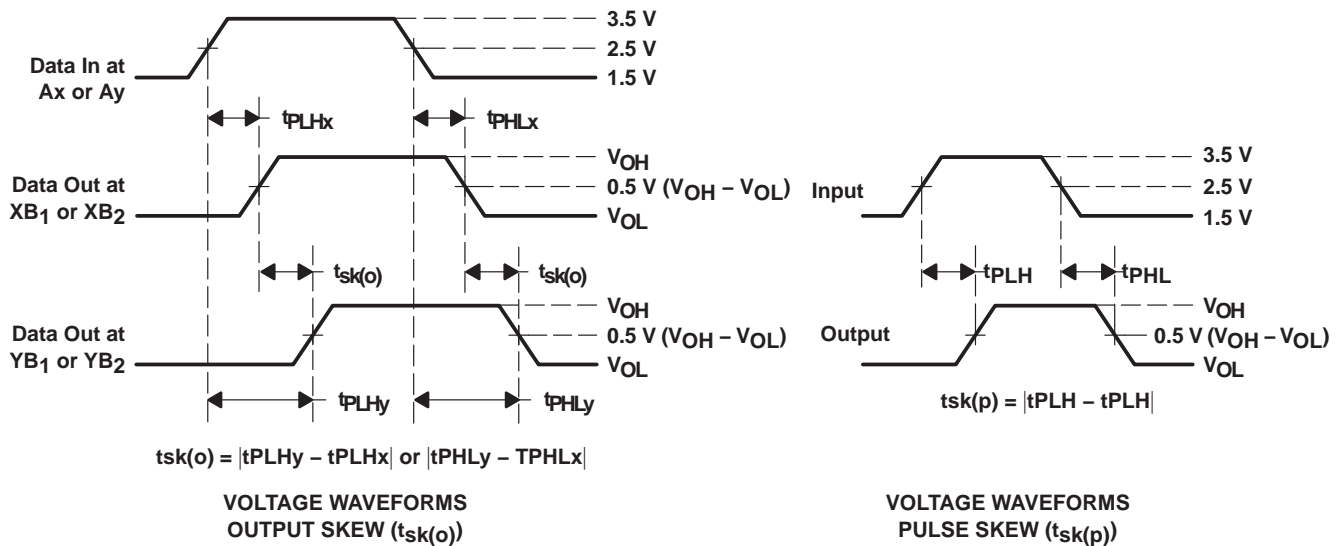 3.5 V
2.5 V
1.5 V
Data In at
Ax or Ay
tPLHx
tPHLx
VOH
0.5 V (VOH – VOL)
VOL
Data Out at
XB1 or XB2
tsk(o)
tsk(o)
VOH
0.5 V (VOH – VOL)
VOL
Data Out at
YB1 or YB2
tPLHy
tPHLy
tsk(o) = |tPLHy – tPLHx| or |tPHLy – TPHLx|
VOLTAGE WAVEFORMS
OUTPUT SKEW (tsk(o))
3.5 V
2.5 V
1.5 V
Input
tPLH
tPHL
VOH
0.5 V (VOH – VOL)
VOL
Output
tsk(p) = |tPLH – tPLH|
VOLTAGE WAVEFORMS
PULSE SKEW (tsk(p))